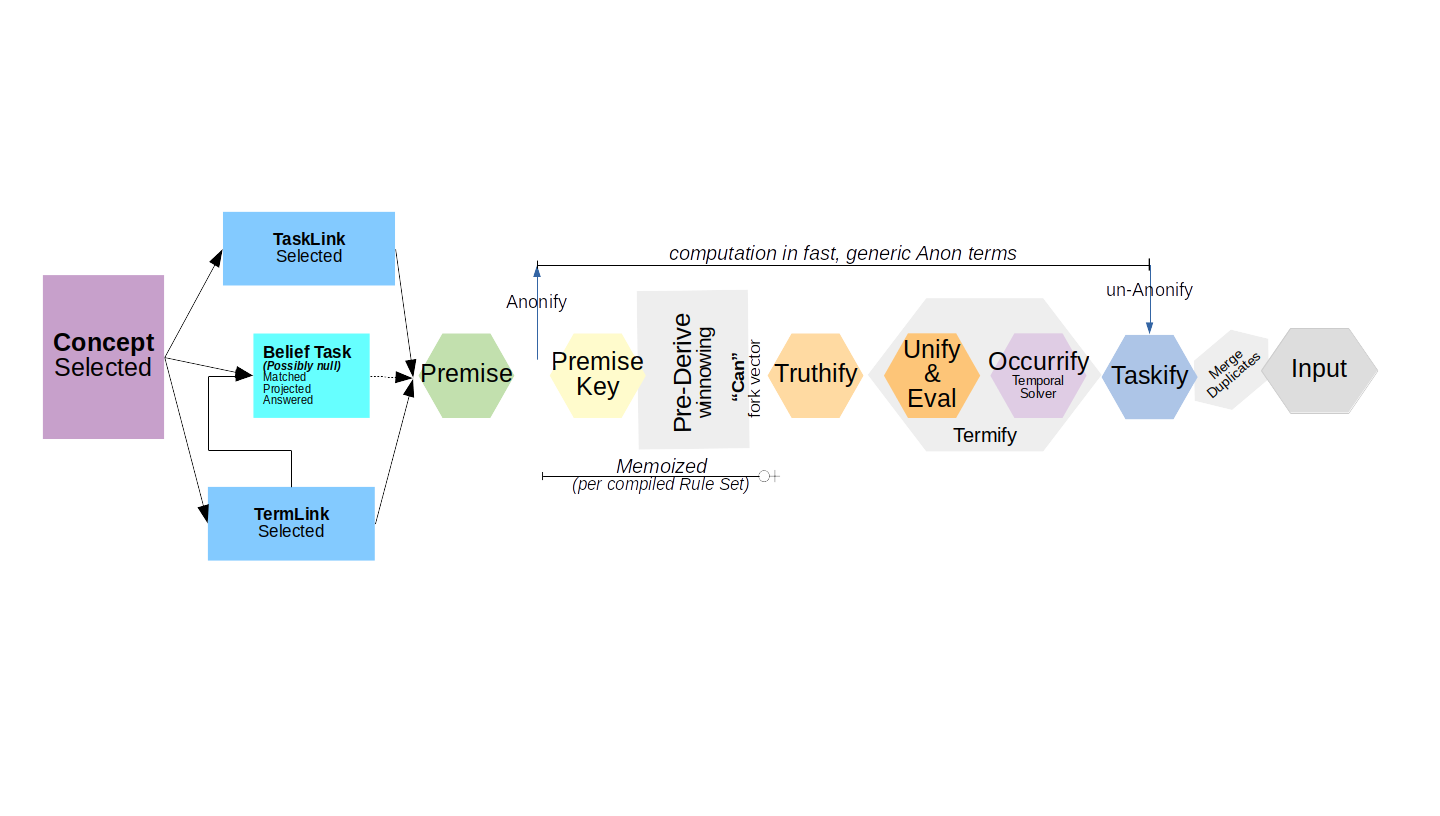 Concept
Selected
TaskLink
Selected
Belief Task
(Possibly null)
Matched
Projected
Answered
TermLink
Selected
Premise
Anonify
computation in fast, generic Anon terms
un-Anonify
Premise
Key
Pre-Derive
winnowing
“Can”
fork vector
Memoized
(per compiled Rule Set)
Truthify
Unify
&
Eval
Occurrify
Temporal
Solver
Termify
Taskify
Merge
Duplicates
Input